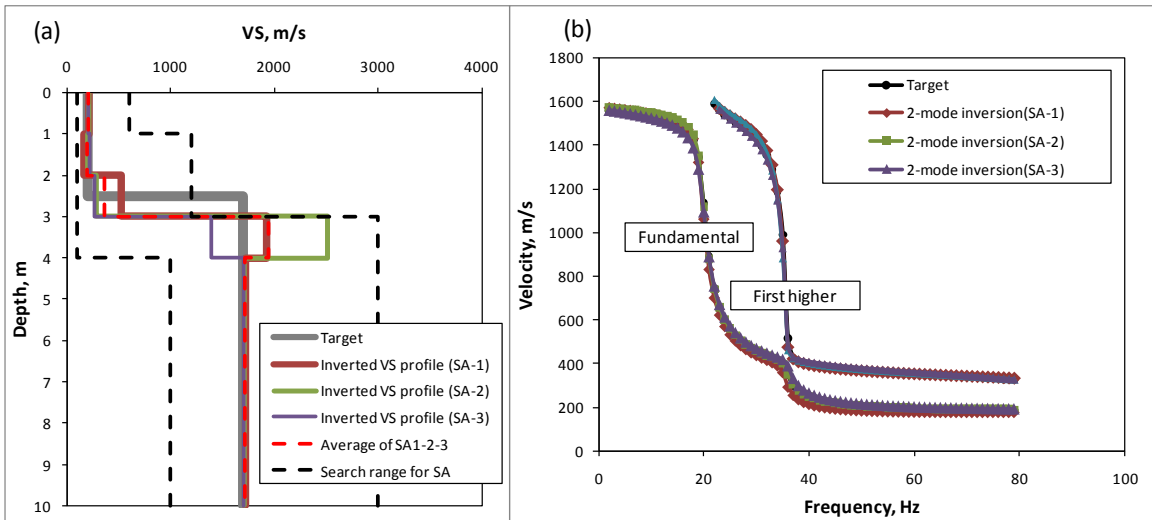 (a)
VS, m/s
0 1000 2000 3000 4000
0
1
2
3
4
5
6
7
8
9
10
Depth, m
Target
Inverted VS profile (SA-1)
Inverted VS profile (SA-2)
Inverted VS profile (SA-3)
Average of SA1-2-3
Search range for SA
(b)
1800
1600
1400
1200
1000
800
600
400
200
0
Velocity, m/s
Target
2-mode inversion(SA-1)
2-mode inversion(SA-2)
2-mode inversion(SA-3)
Fundamental
First higher
0 20 40 60 80 100
Frequency, Hz